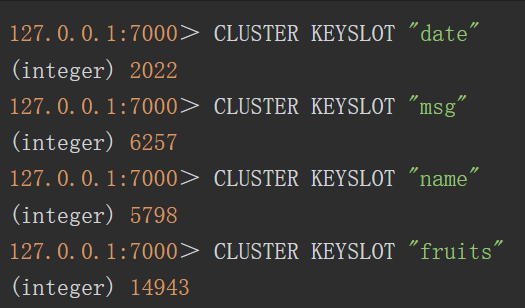 127.0.0.1:7000> CLUSTER KEYSLOT "date"
(integer) 2022
127.0.0.1:7000> CLUSTER KEYSLOT "msg"
(integer) 6257
127.0.0.1:7000> CLUSTER KEYSLOT "name"
(integer) 5798
127.0.0.1:7000> CLUSTER KEYSLOT "fruits"
(integer) 14943